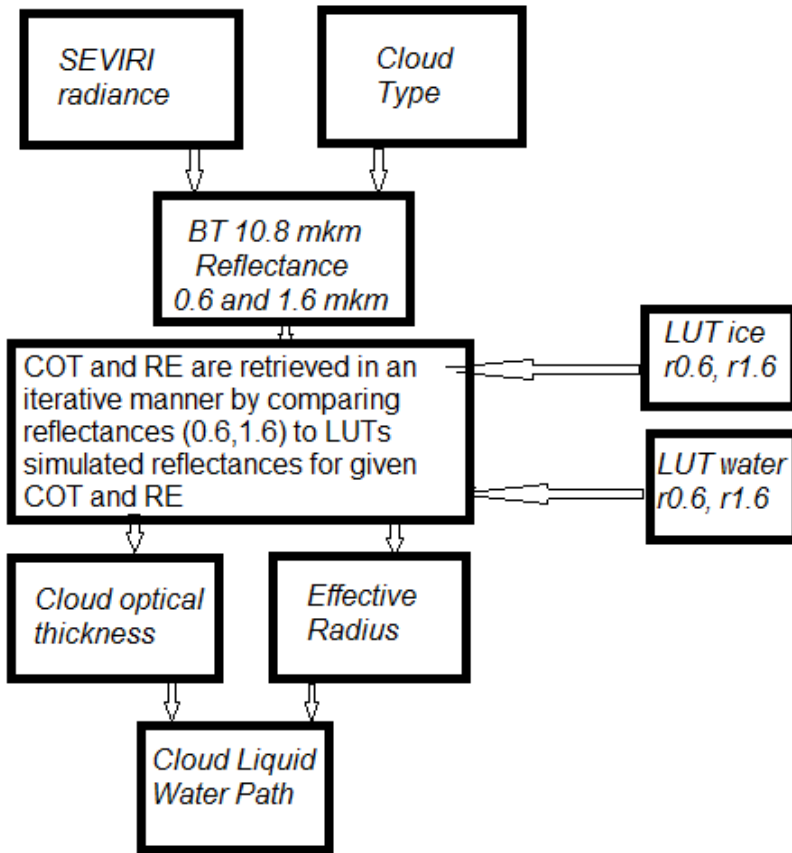 SEVIRI
radiance
Cloud
Type
BT 10.8 mkm
Reflectance
0.6 and 1.6 mkm
COT and RE are retrieved in an
iterative manner by comparing
reflectances (0.6,1.6) to LUTs
simulated reflectances for given
COT and RE
LUT ice
r0.6, r1.6
LUT water
r0.6, r1.6
Cloud optical
thickness
Effective
Radius
Cloud Liquid
Water Path